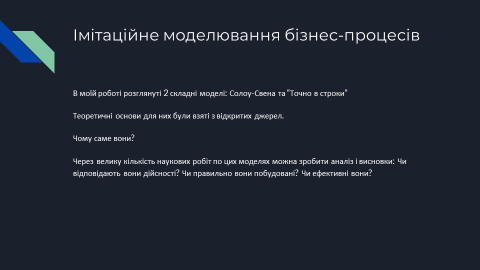 Імітаційне моделювання бізнес-процесів
В моїй роботі розглянуті 2 складні моделі: Солоу-Свена та "Точно в строки"
Теоретичні основи для них були взяті з відкритих джерел.
Чому саме вони?
Через велику кількість наукових робіт по цих моделях можна зробити аналіз і висновки: Чи
відповідають вони дійсності? Чи правильно вони побудовані? Чи ефективні вони?